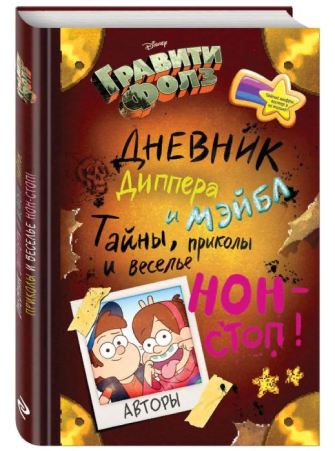 Disney
ГРАВИТИ
ФОЛЗ
ДНЕВНИК
ДИППЕРА
И МЭЙБЛ
Тайны, приколы
и веселье
НОН-
СТОП!
АВТОРЫ
ПРИКОЛЫ И ВЕСЕЛЬЕ НОН-СТОП!